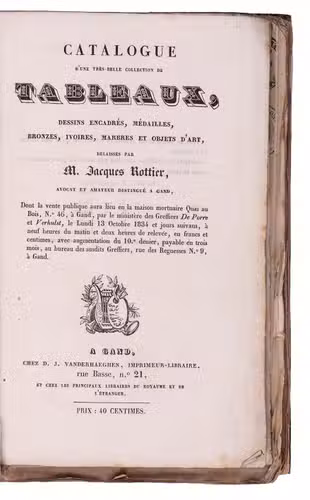 CATALOGUE
D'UNE TRÈS-BELLE COLLECTION DE
TABLEAUX,
DESSINS ENCADRÉS, MÉDAILLES,
BRONZES, IVOIRES, MARBRES ET OBJETS D'ART,
DELAISSÉS PAR
M. Jacques Rottier,
AVOCAT ET AMATEUR DISTINGUÉ A GAND,
Dont la vente publique aura lieu en la maison mortuaire Quai au
Bois, N.º 46, à Gand, par le ministère des Greffiers De Porre
et Verhulst, le Lundi 13 Octobre 1834 et jours suivans, à
neuf heures du matin et deux heures de relevée, en francs et
centimes, avec augmentation du 10.e denier, payable en trois
mois, au bureau des susdits Greffiers, rue des Regnesses N.º 9,
à Gand.
A GAND,
CHEZ D. J. VANDERHAEGHEN, IMPRIMEUR-LIBRAIRE,
rue Basse, n.º 21,
ET CHEZ LES PRINCIPAUX LIBRAIRES DU ROYAUME ET DE
L'ÉTRANGER.
PRIX : 40 CENTIMES.